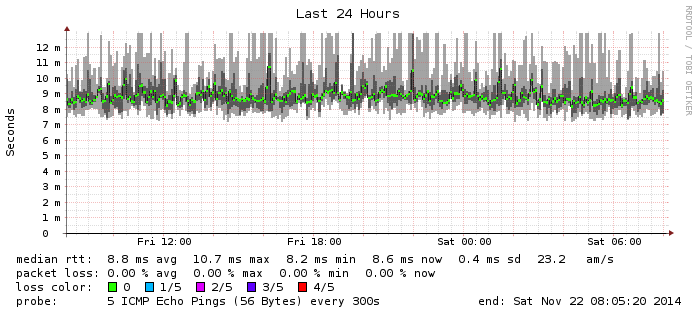 Last 24 Hours
RRDTOOL / TOBI OETIKER
Seconds
12 m
11 m
10 m
9 m
8 m
7 m
6 m
5 m
4 m
3 m
2 m
1 m
0
Fri 12:00 Fri 18:00 Sat 00:00 Sat 06:00
median rtt: 8.8 ms avg 10.7 ms max 8.2 ms min 8.6 ms now 0.4 ms sd 23.2 am/s
packet loss: 0.00 % avg 0.00 % max 0.00 % min 0.00 % now
loss color: 0 1/5 2/5 3/5 4/5
probe: 5 ICMP Echo Pings (56 Bytes) every 300s end: Sat Nov 22 08:05:20 2014